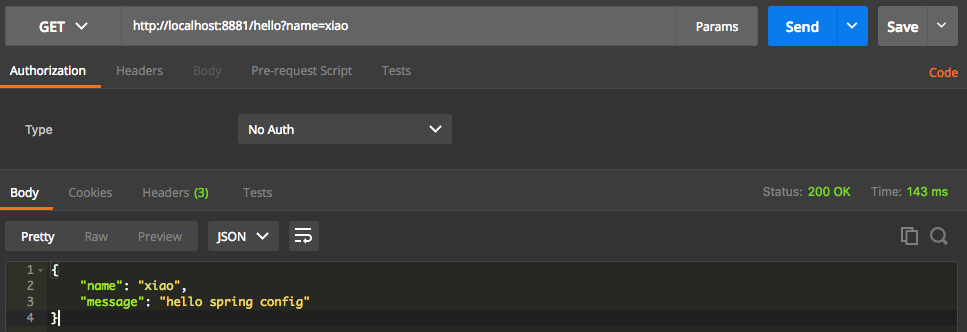 GET http://localhost:8881/hello?name=xiao Params Send Save
Authorization Headers Body Pre-request Script Tests Code
Type No Auth
Body Cookies Headers (3) Tests Status: 200 OK Time: 143 ms
Pretty Raw Preview JSON
1 {
2 "name": "xiao",
3 "message": "hello spring config"
4 }